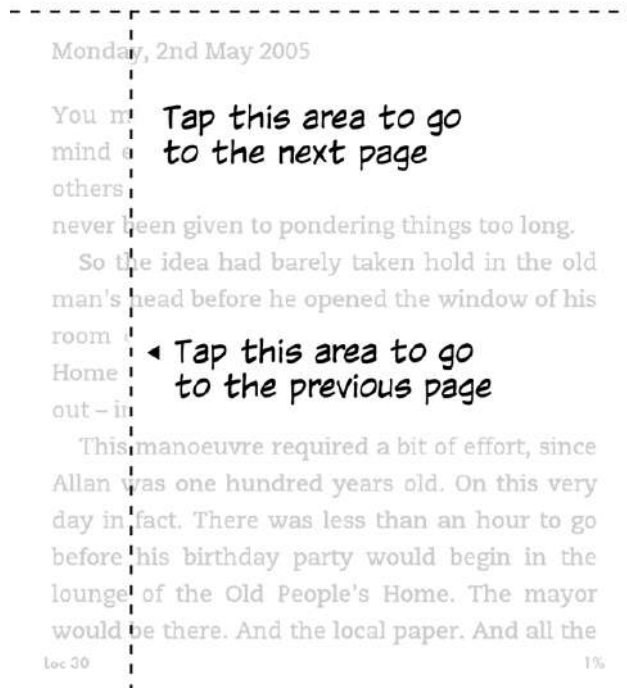 Monday, 2nd May 2005
You m
Tap this area to go
mind
to the next page
others
never been given to pondering things too long.
So the idea had barely taken hold in the old
man's head before he opened the window of his
room
Tap this area to go
Home
to the previous page
out – in
This manoeuvre required a bit of effort, since
Allan was one hundred years old. On this very
day in fact. There was less than an hour to go
before his birthday party would begin in the
lounge of the Old People's Home. The mayor
would be there. And the local paper. And all the
Loc 30 1%